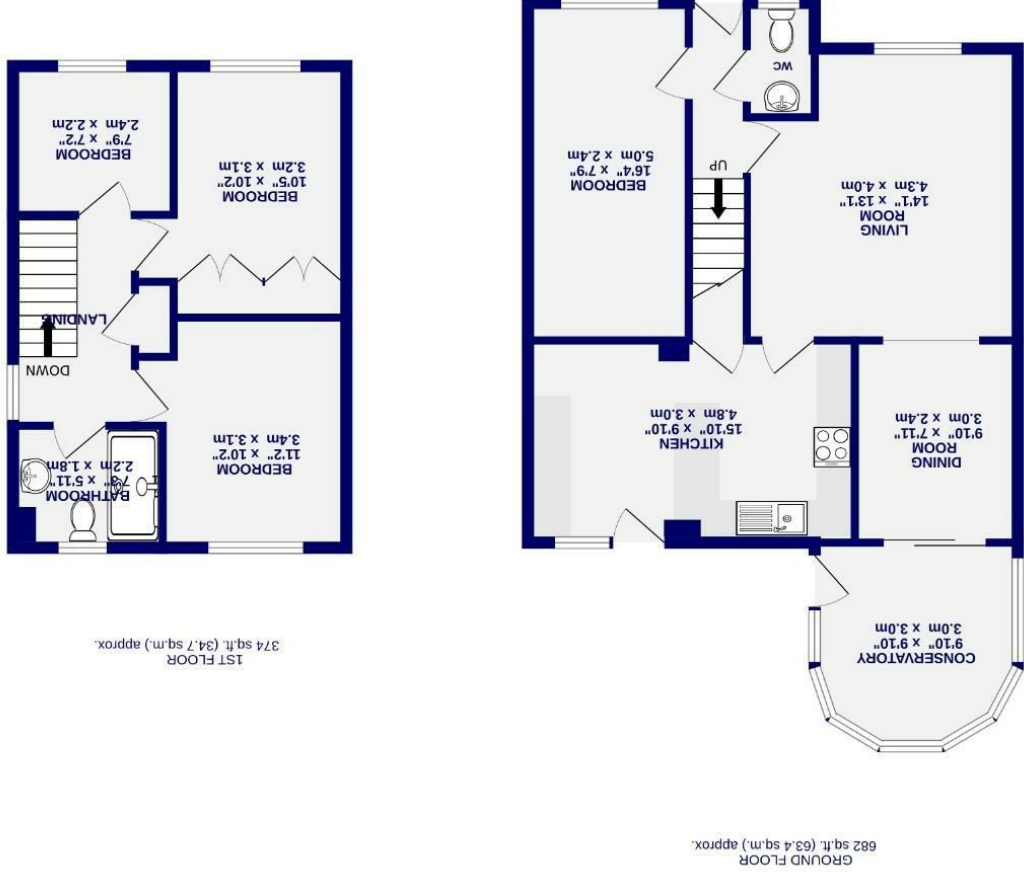 GROUND FLOOR
682 sq.ft. (63.4 sq.m.) approx.
CONSERVATORY
9'10" x 9'10"
3.0m x 3.0m
DINING
ROOM
9'10" x 7'11"
3.0m x 2.4m
KITCHEN
15'10" x 9'10"
4.8m x 3.0m
LIVING
ROOM
14'1" x 13'1"
4.3m x 4.0m
UP
BEDROOM
16'4" x 7'9"
5.0m x 2.4m
WC
1ST FLOOR
374 sq.ft. (34.7 sq.m.) approx.
BEDROOM
11'2" x 10'2"
3.4m x 3.1m
BATHROOM
7'3" x 5'11"
2.2m x 1.8m
DOWN
LANDING
BEDROOM
10'5" x 10'2"
3.2m x 3.1m
BEDROOM
7'9" x 7'2"
2.4m x 2.2m